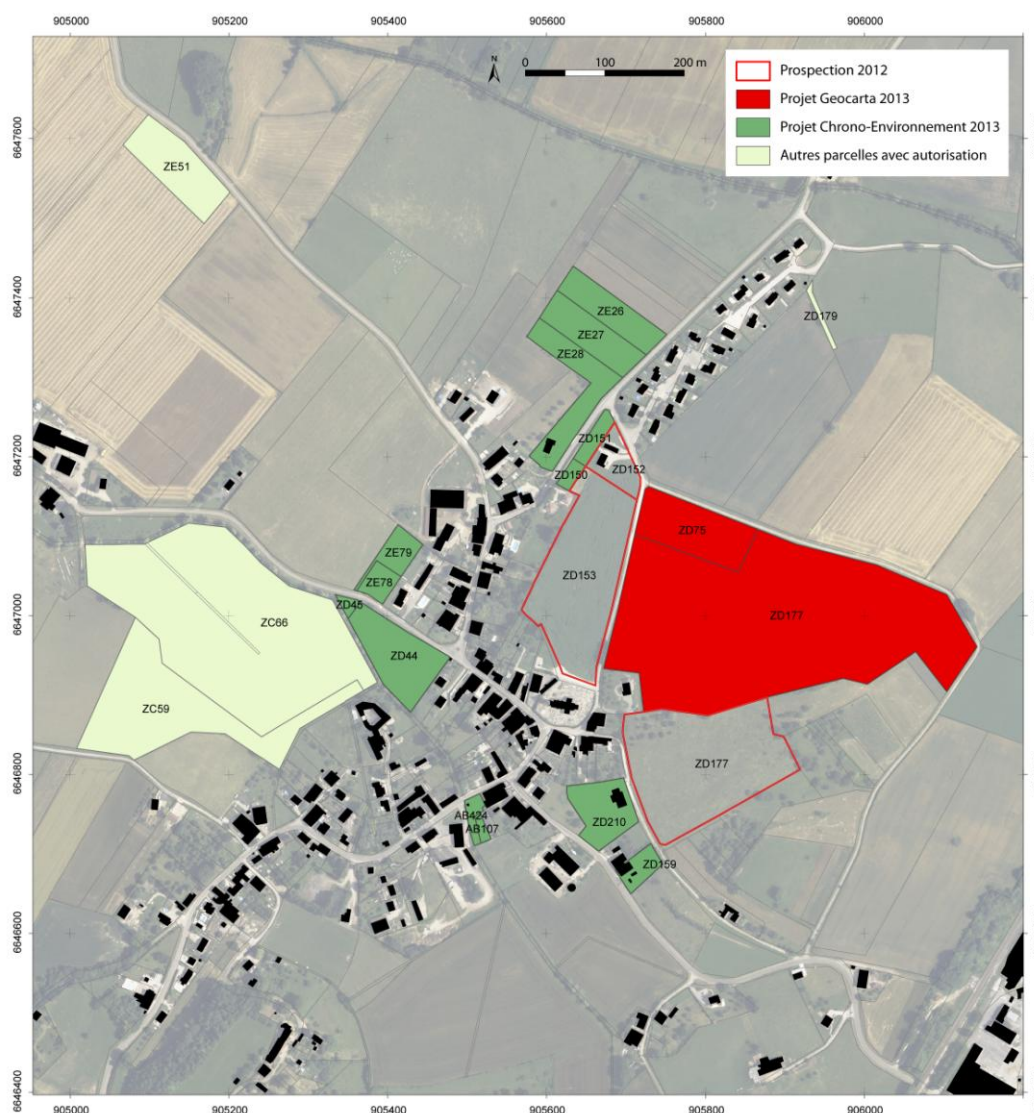 905000 905200 905400 905600 905800 906000
N
0 100 200 m
Prospection 2012
Projet Geocarta 2013
Projet Chrono-Environnement 2013
Autres parcelles avec autorisation
6647600
6647400
6647200
6647000
6646800
6646600
6646400
ZE51
ZE26
ZE27
ZE28
ZD179
ZD151
ZD152
ZD150
ZD75
ZE79
ZE78
ZD153
ZD45
ZC66
ZD177
ZD44
ZC59
ZD177
AB424
AB107
ZD210
ZD159
905000 905200 905400 905600 905800 906000